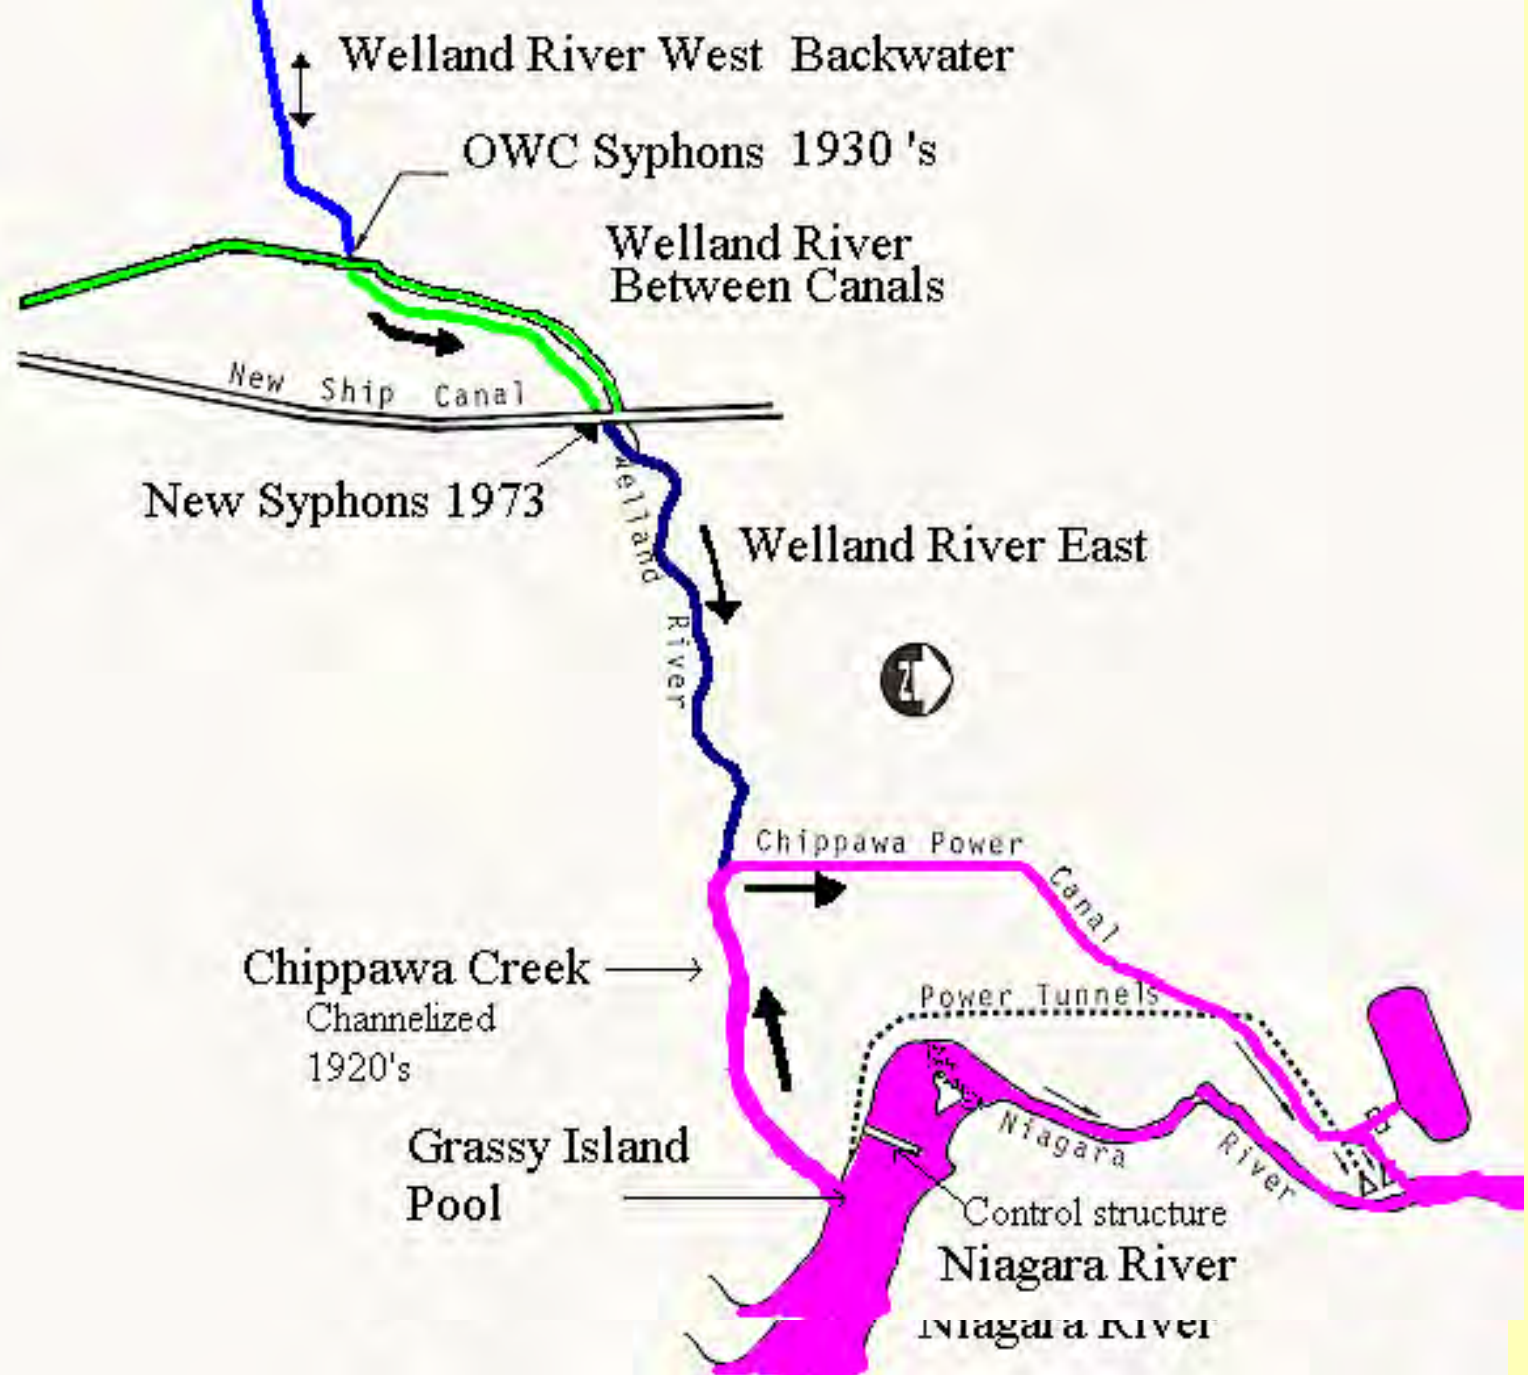 Welland River West Backwater
OWC Syphons 1930 's
Welland River
Between Canals
New Ship Canal
New Syphons 1973
Welland River
Welland River East
N
Chippawa Power Canal
Chippawa Creek
Channelized
1920's
Power Tunnels
Grassy Island
Pool
Niagara River
Control structure
Niagara River
Niagara River